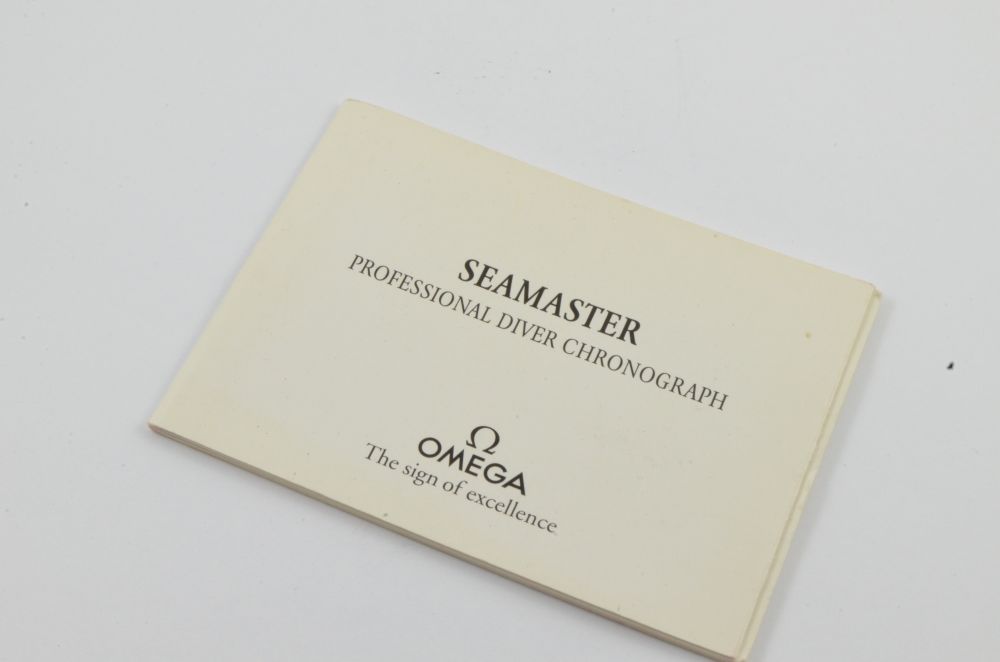 SEAMASTER
PROFESSIONAL DIVER CHRONOGRAPH
Ω
OMEGA
The sign of excellence